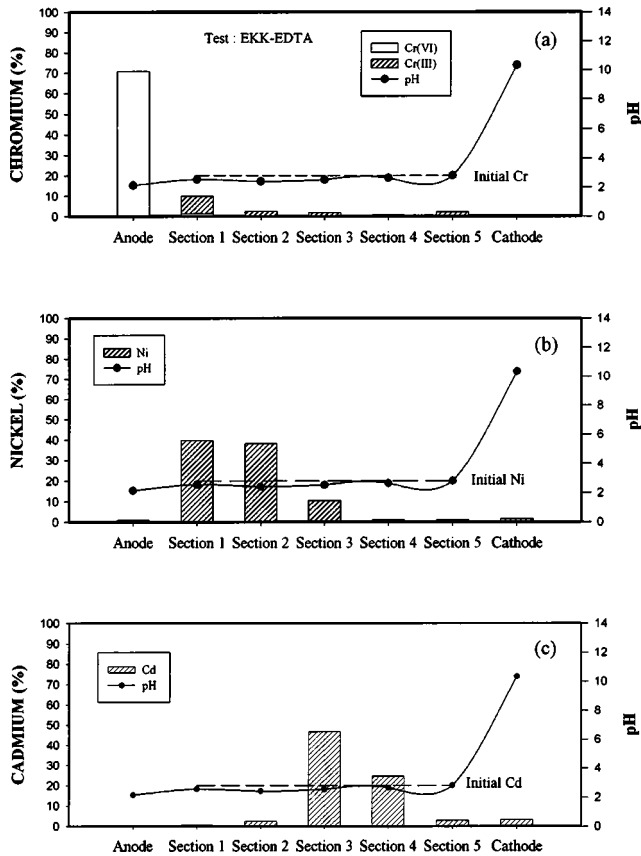 Test : EKK-EDTA
(a)
Cr(VI)
Cr(III)
pH
CHROMIUM (%)
100
90
80
70
60
50
40
30
20
10
0
14
12
10
8
6
4
2
0
pH
Initial Cr
Anode Section 1 Section 2 Section 3 Section 4 Section 5 Cathode
(b)
Ni
pH
NICKEL (%)
100
90
80
70
60
50
40
30
20
10
0
14
12
10
8
6
4
2
0
pH
Initial Ni
Anode Section 1 Section 2 Section 3 Section 4 Section 5 Cathode
(c)
Cd
pH
CADMIUM (%)
100
90
80
70
60
50
40
30
20
10
0
14
12
10
8
6
4
2
0
pH
Initial Cd
Anode Section 1 Section 2 Section 3 Section 4 Section 5 Cathode